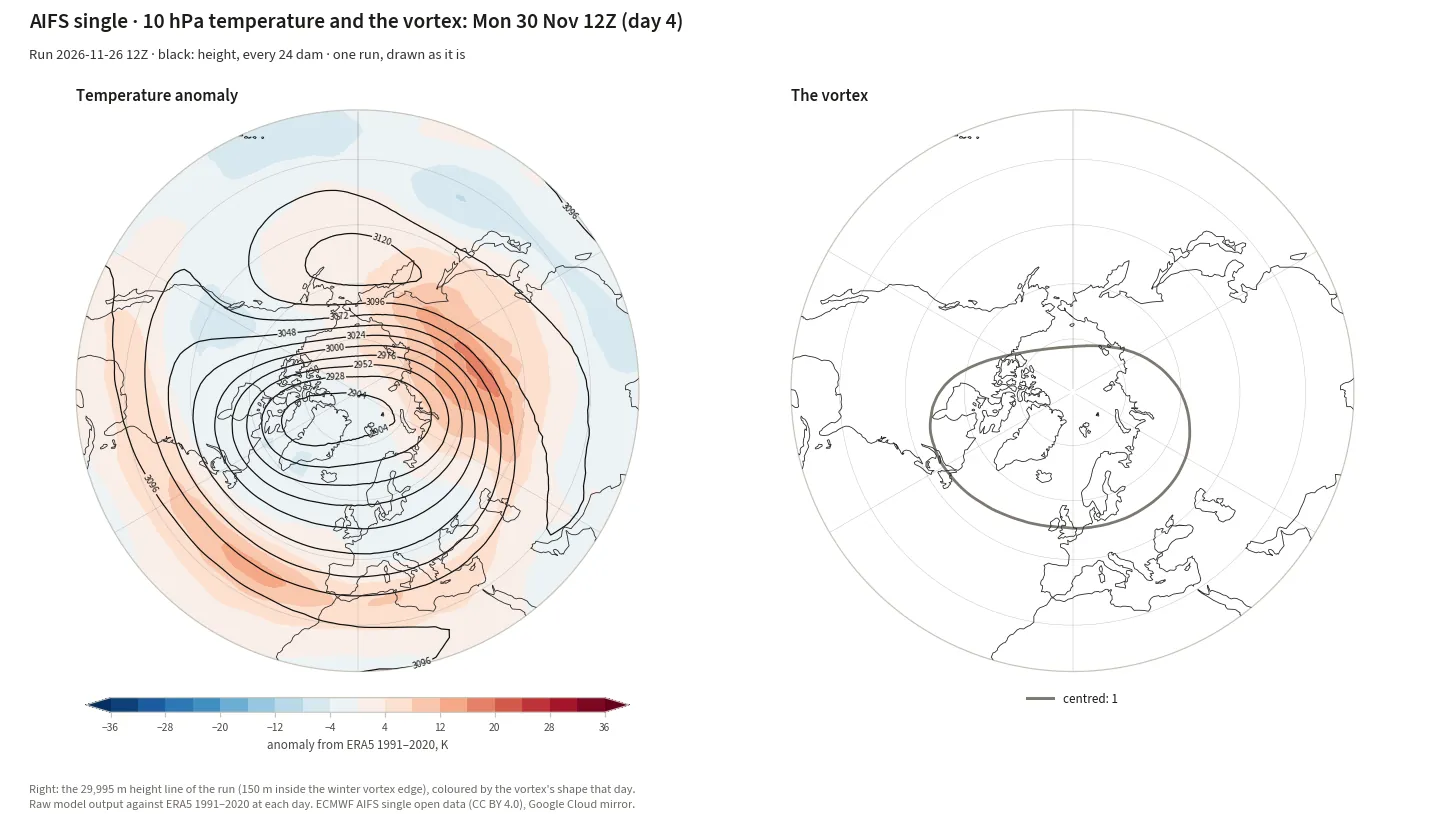 AIFS single · 10 hPa temperature and the vortex: Mon 30 Nov 12Z (day 4)
Run 2026-11-26 12Z · black: height, every 24 dam · one run, drawn as it is
Temperature anomaly
The vortex
3096
3120
3096
3072
3048
3024
3000
2976
2952
2928
2904
2904
3096
3096
−36 −28 −20 −12 −4 4 12 20 28 36
anomaly from ERA5 1991–2020, K
centred: 1
Right: the 29,995 m height line of the run (150 m inside the winter vortex edge), coloured by the vortex's shape that day.
Raw model output against ERA5 1991–2020 at each day. ECMWF AIFS single open data (CC BY 4.0), Google Cloud mirror.